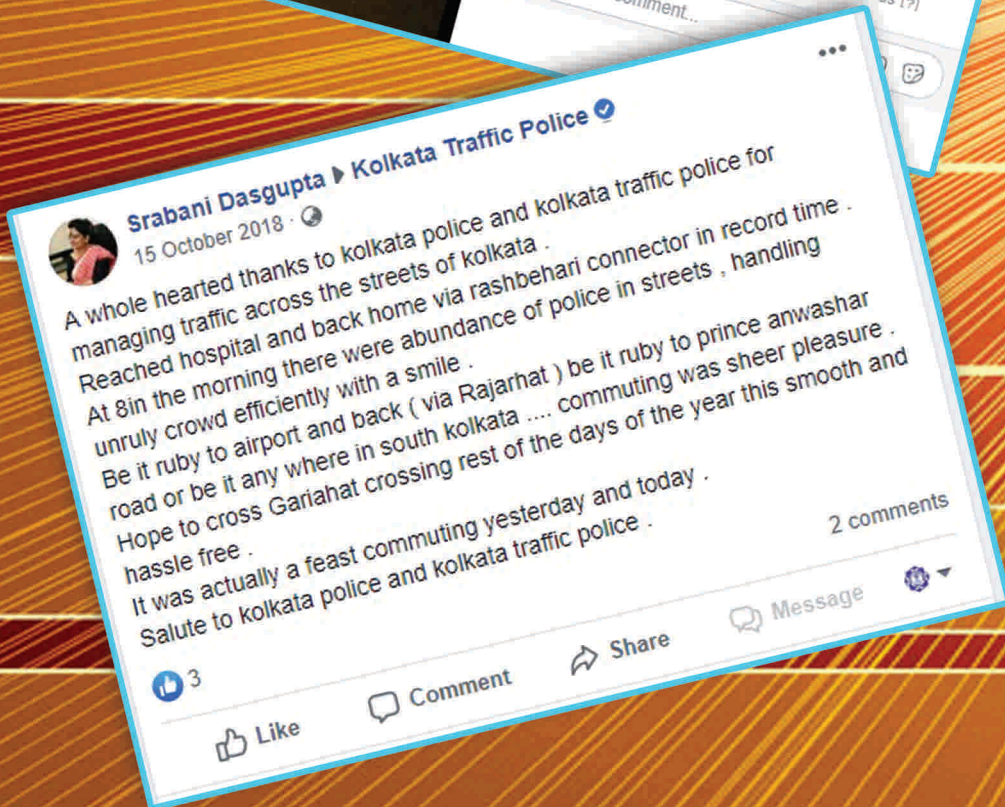 omment...
Srabani Dasgupta ▶ Kolkata Traffic Police
15 October 2018 ·
A whole hearted thanks to kolkata police and kolkata traffic police for
managing traffic across the streets of kolkata .
Reached hospital and back home via rashbehari connector in record time .
At 8in the morning there were abundance of police in streets , handling
unruly crowd efficiently with a smile .
Be it ruby to airport and back ( via Rajarhat ) be it ruby to prince anwashar
road or be it any where in south kolkata .... commuting was sheer pleasure .
Hope to cross Gariahat crossing rest of the days of the year this smooth and
hassle free .
It was actually a feast commuting yesterday and today .
Salute to kolkata police and kolkata traffic police .
3
2 comments
Like
Comment
Share
Message